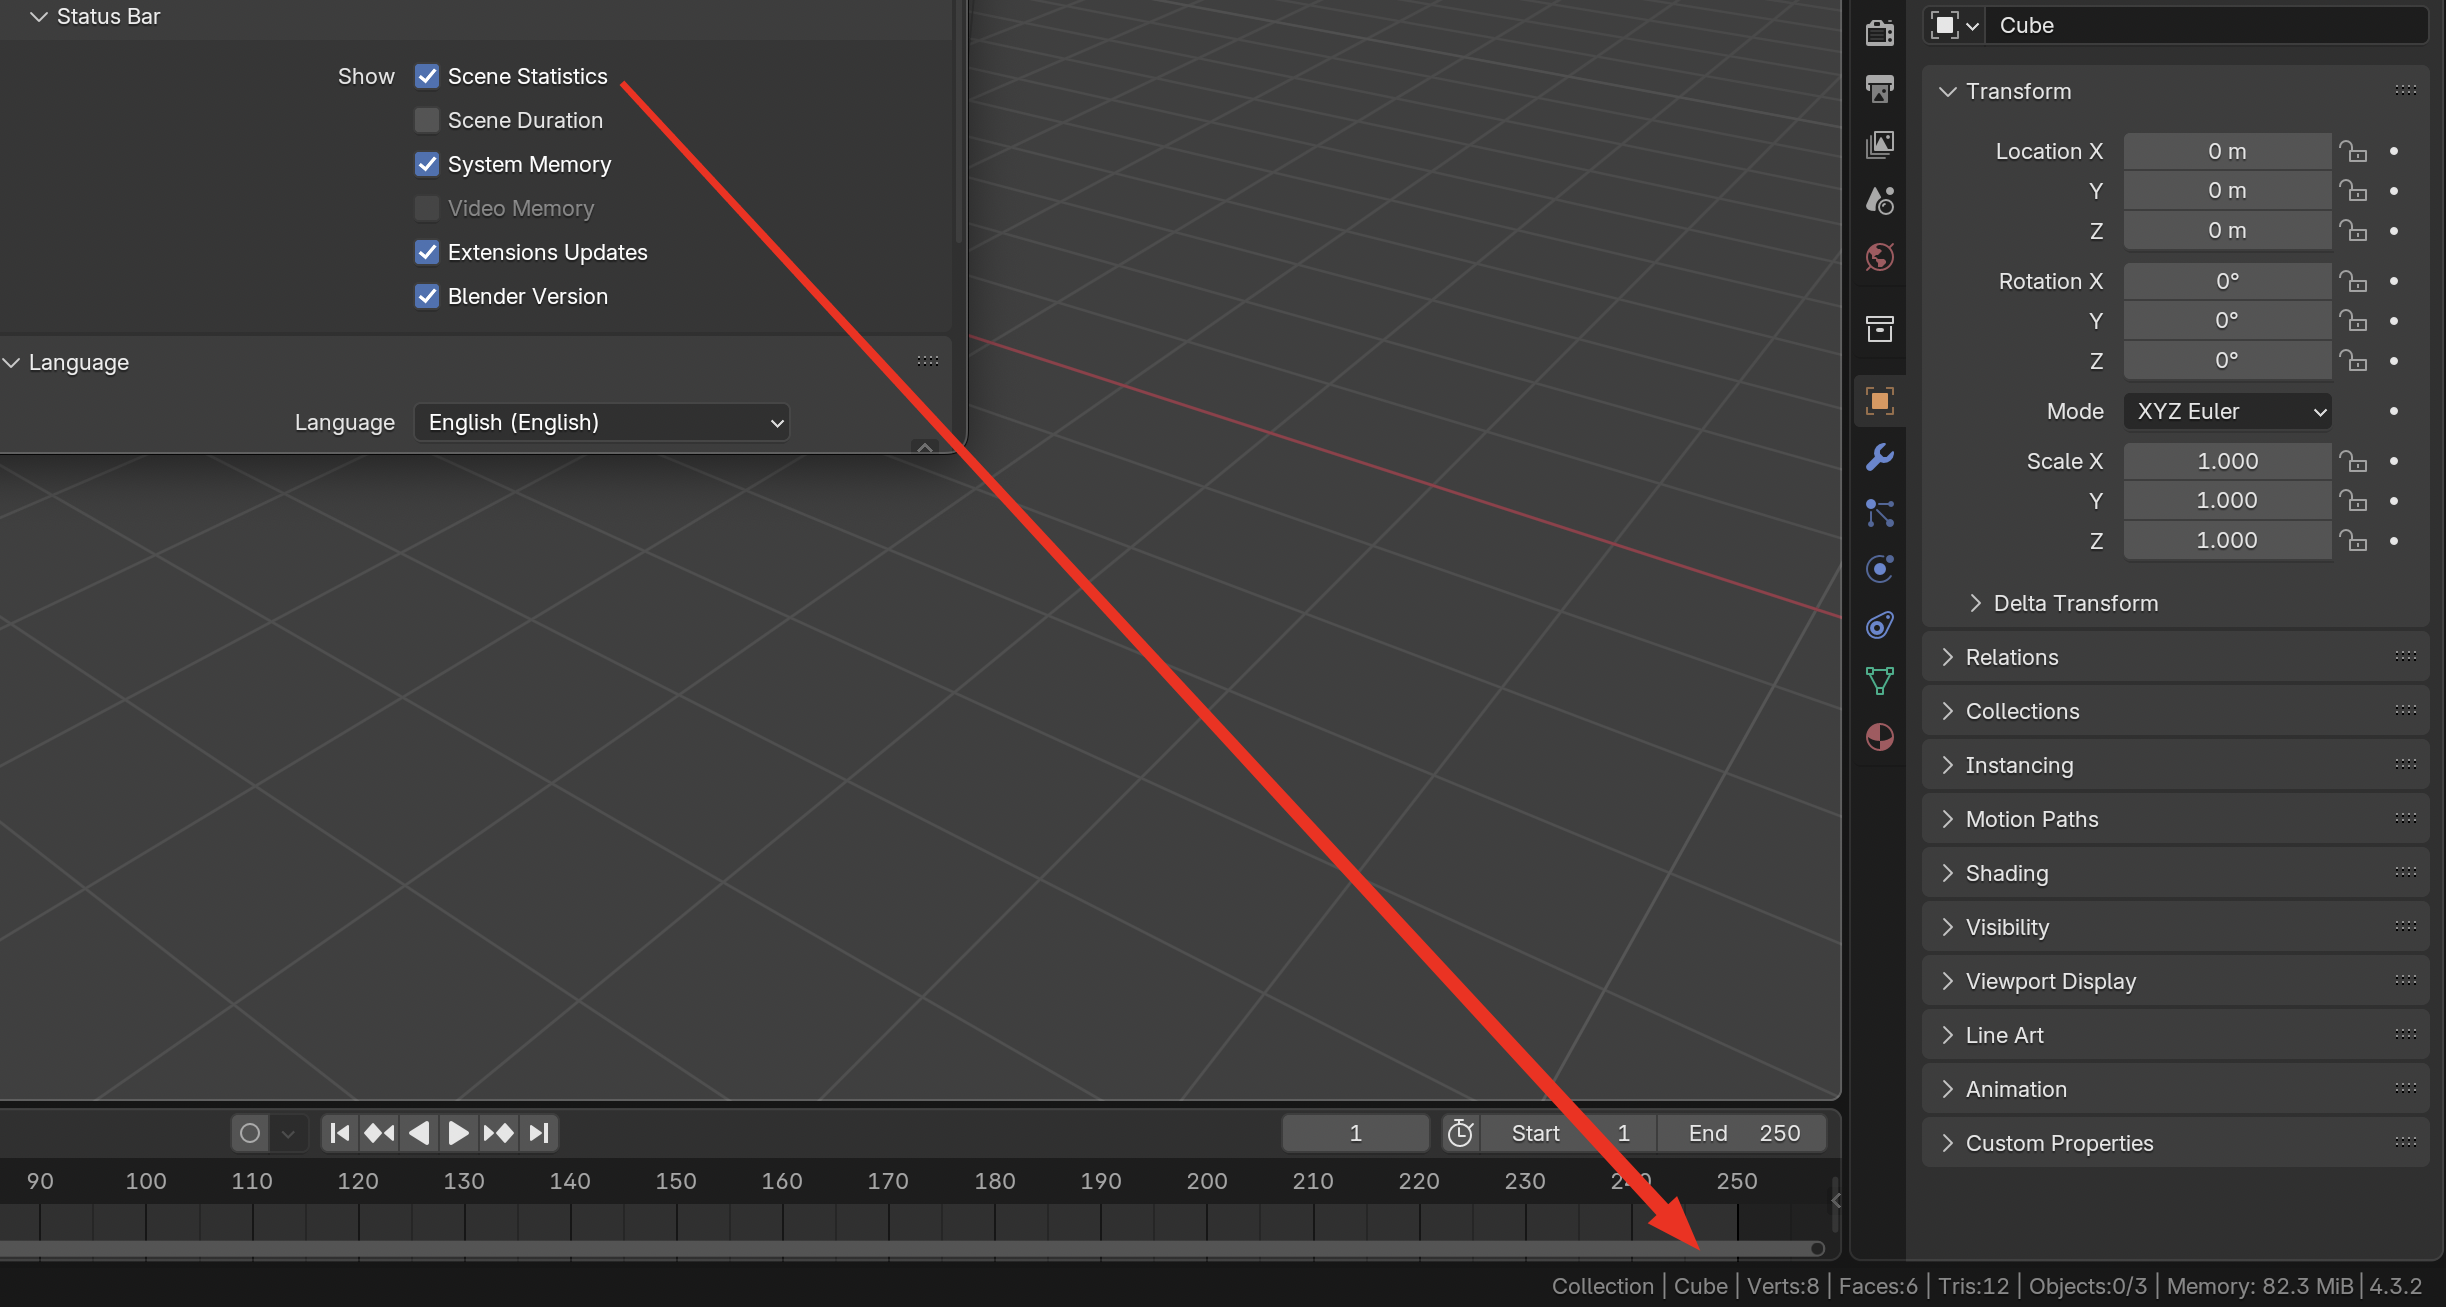 Status Bar
Show Scene Statistics
Scene Duration
System Memory
Video Memory
Extensions Updates
Blender Version
Language
Language English (English)
Cube
Transform
Location X 0 m
Y 0 m
Z 0 m
Rotation X 0°
Y 0°
Z 0°
Mode XYZ Euler
Scale X 1.000
Y 1.000
Z 1.000
Delta Transform
Relations
Collections
Instancing
Motion Paths
Shading
Visibility
Viewport Display
Line Art
Animation
Custom Properties
1 Start 1 End 250
90 100 110 120 130 140 150 160 170 180 190 200 210 220 230 240 250
Collection | Cube | Verts:8 | Faces:6 | Tris:12 | Objects:0/3 | Memory: 82.3 MiB | 4.3.2